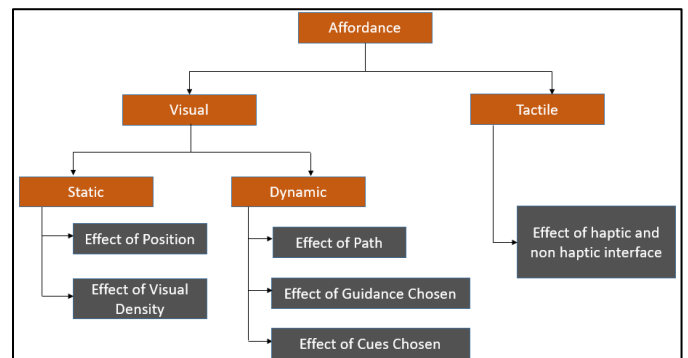 Affordance
Visual
Tactile
Static
Dynamic
Effect of Position
Effect of Visual
Density
Effect of Path
Effect of Guidance Chosen
Effect of Cues Chosen
Effect of haptic and
non haptic interface